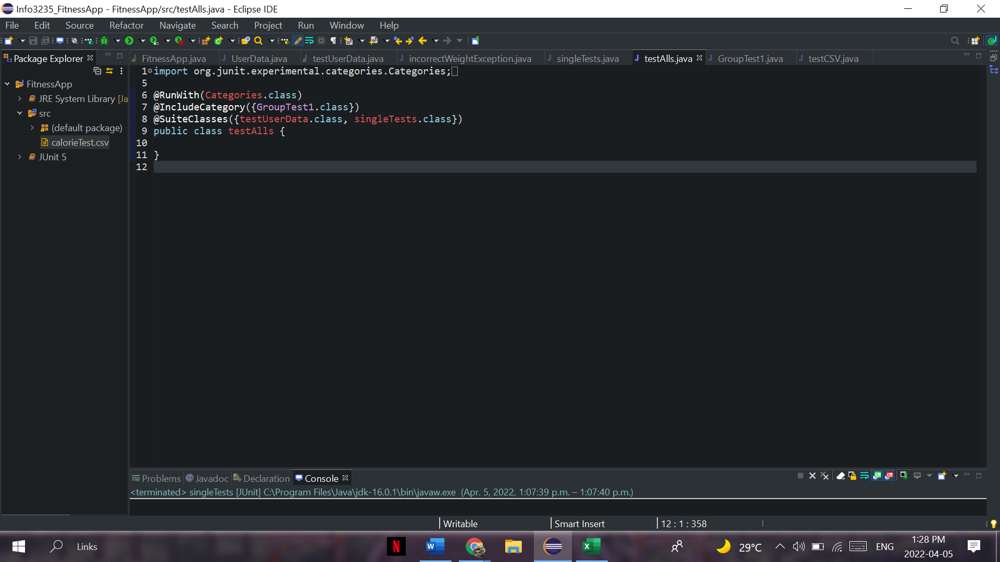 Info3235_FitnessApp - FitnessApp/src/testAlls.java - Eclipse IDE
File Edit Source Refactor Navigate Search Project Run Window Help
Package Explorer
FitnessApp.java UserData.java testUserData.java incorrectWeightException.java singleTests.java testAlls.java GroupTest1.java testCSV.java
FitnessApp
JRE System Library [Ja
src
(default package)
calorieTest.csv
JUnit 5
1 import org.junit.experimental.categories.Categories;
5
6 @RunWith(Categories.class)
7 @IncludeCategory({GroupTest1.class})
8 @SuiteClasses({testUserData.class, singleTests.class})
9 public class testAlls {
10
11 }
12
Problems @ Javadoc Declaration Console
<terminated> singleTests [JUnit] C:\Program Files\Java\jdk-16.0.1\bin\javaw.exe (Apr. 5, 2022, 1:07:39 p.m. – 1:07:40 p.m.)
Writable Smart Insert 12 : 1 : 358
Links N W X 29°C ENG 1:28 PM
2022-04-05